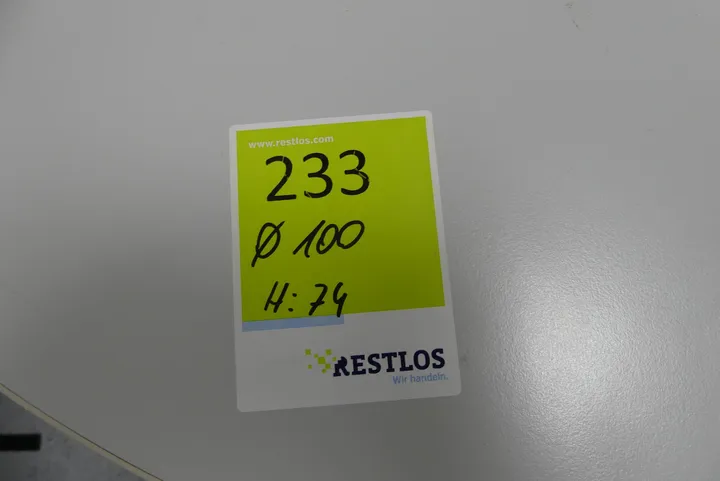 www.restlos.com
233
Ø 100
H: 74
RESTLOS
Wir handeln.